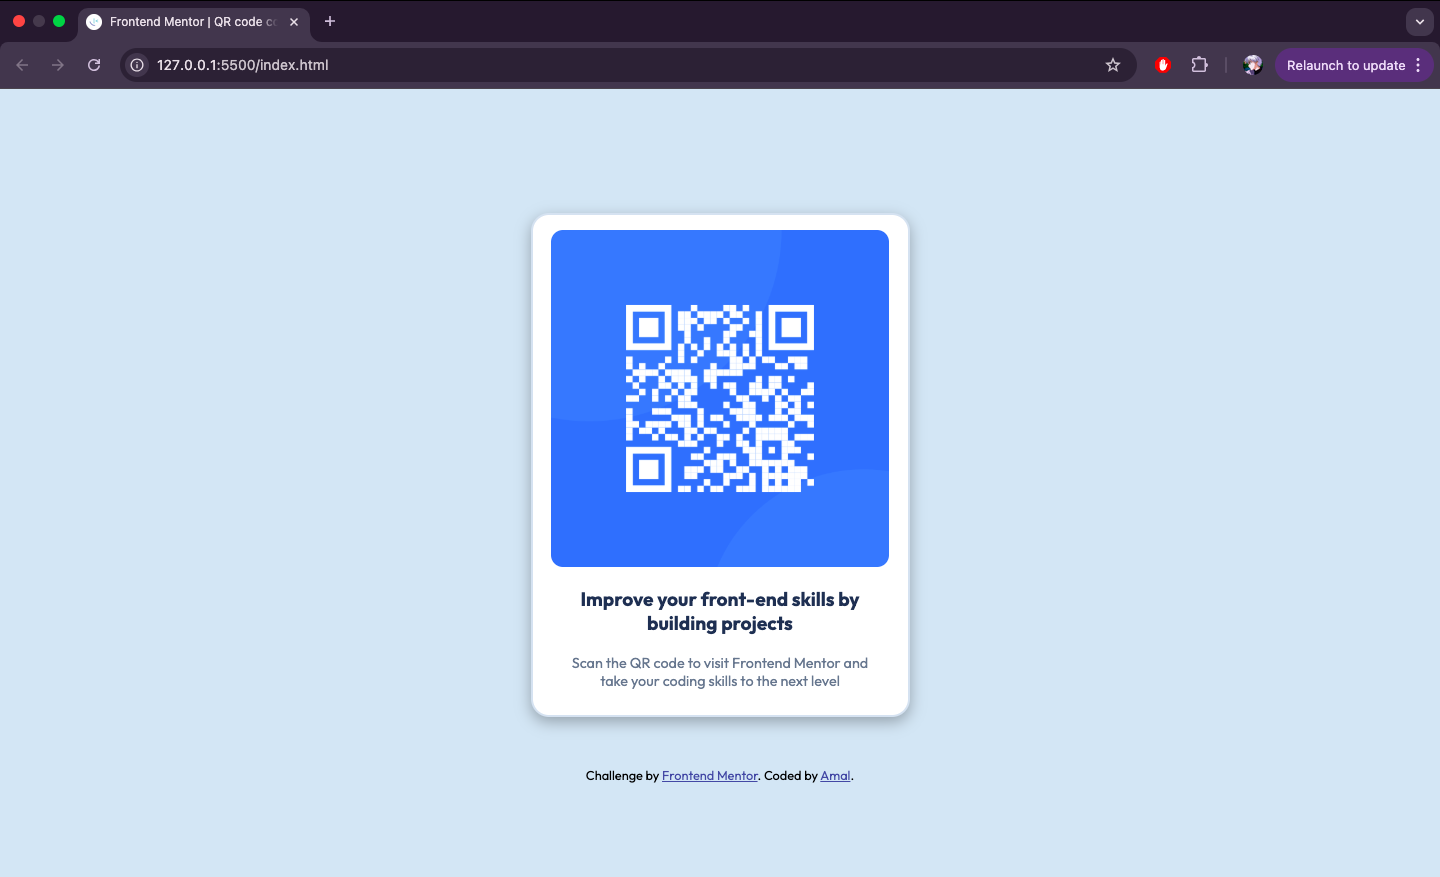 Frontend Mentor | QR code
127.0.0.1:5500/index.html
Relaunch to update
Improve your front-end skills by
building projects
Scan the QR code to visit Frontend Mentor and
take your coding skills to the next level
Challenge by Frontend Mentor. Coded by Amal.